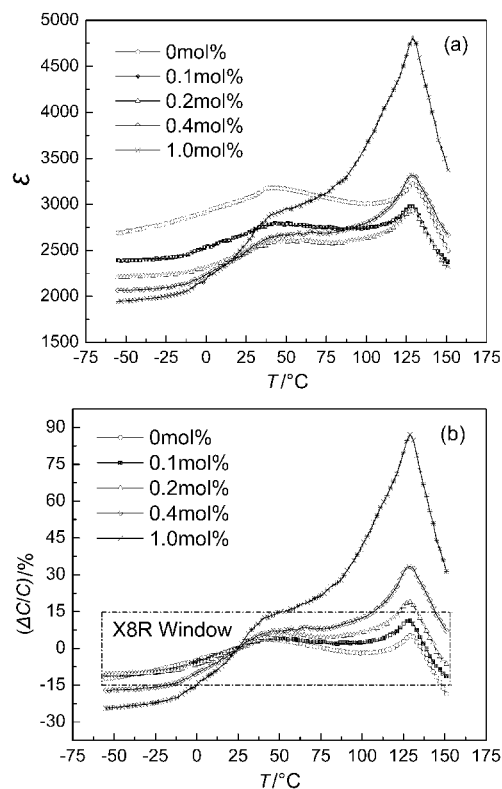 5000
4500
4000
3500
3000
2500
2000
1500
ε
(a)
0mol%
0.1mol%
0.2mol%
0.4mol%
1.0mol%
-75 -50 -25 0 25 50 75 100 125 150 175
T/°C
90
75
60
45
30
15
0
-15
-30
(ΔC/C)/%
(b)
0mol%
0.1mol%
0.2mol%
0.4mol%
1.0mol%
X8R Window
-75 -50 -25 0 25 50 75 100 125 150 175
T/°C